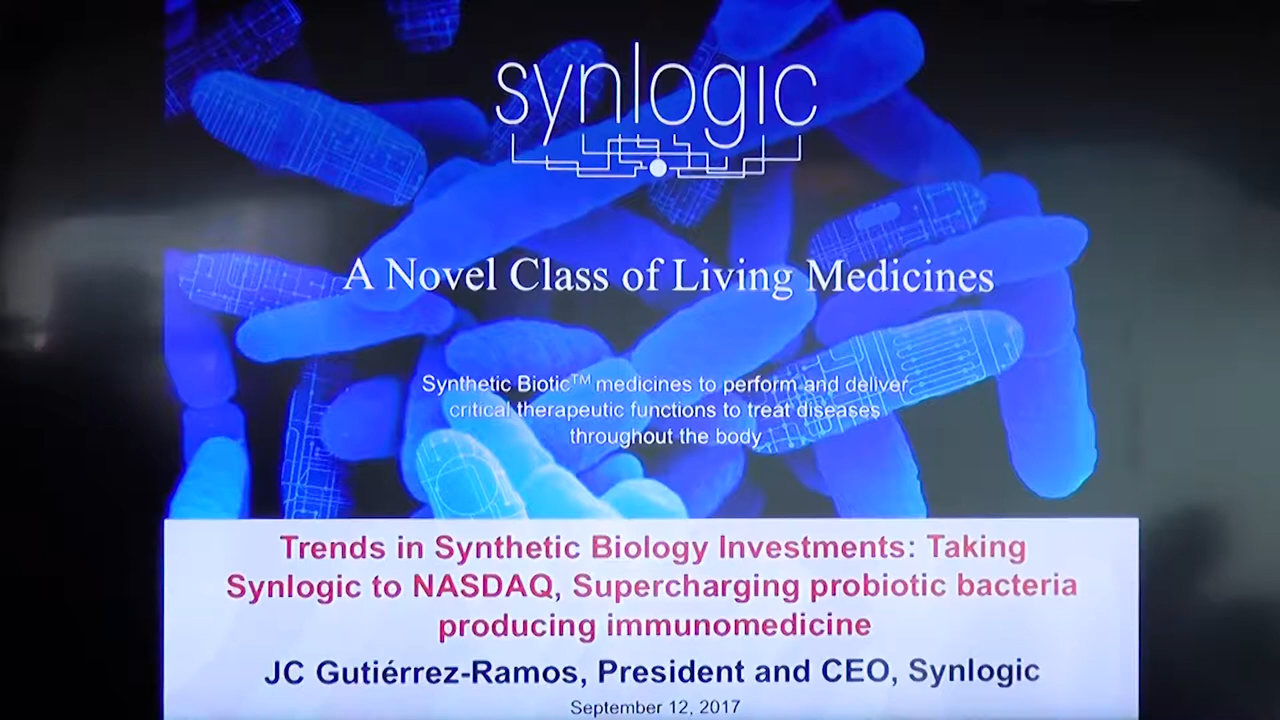 synlogic
A Novel Class of Living Medicines
Synthetic Biotic™ medicines to perform and deliver
critical therapeutic functions to treat diseases
throughout the body
Trends in Synthetic Biology Investments: Taking
Synlogic to NASDAQ, Supercharging probiotic bacteria
producing immunomedicine
JC Gutiérrez-Ramos, President and CEO, Synlogic
September 12, 2017